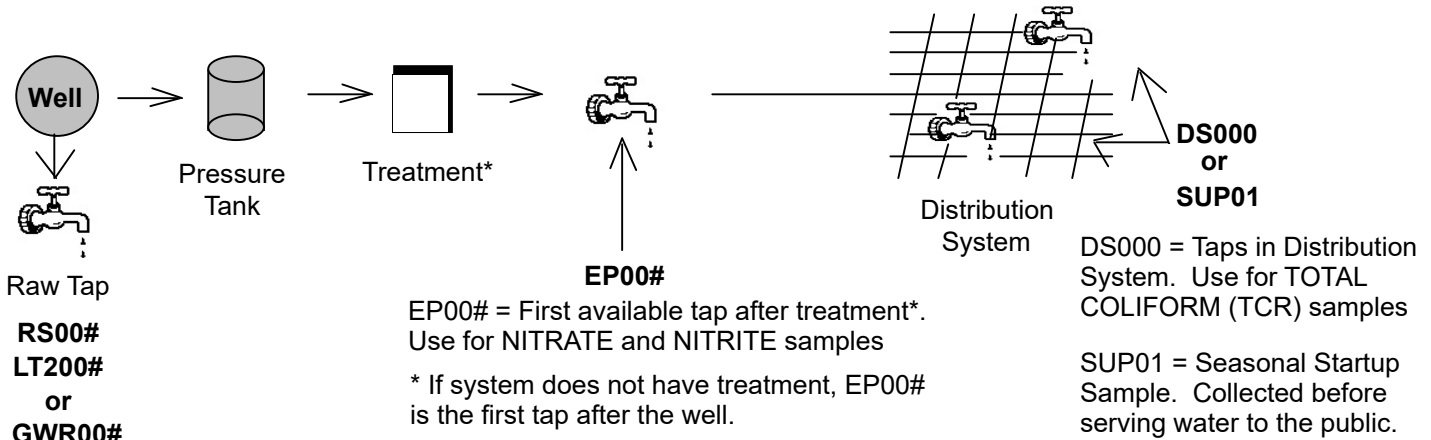 Well
Pressure
Tank
Treatment*
Raw Tap
RS00#
LT200#
or
GWR00#
EP00#
EP00# = First available tap after treatment*.
Use for NITRATE and NITRITE samples
* If system does not have treatment, EP00#
is the first tap after the well.
Distribution
System
DS000
or
SUP01
DS000 = Taps in Distribution
System. Use for TOTAL
COLIFORM (TCR) samples
SUP01 = Seasonal Startup
Sample. Collected before
serving water to the public.